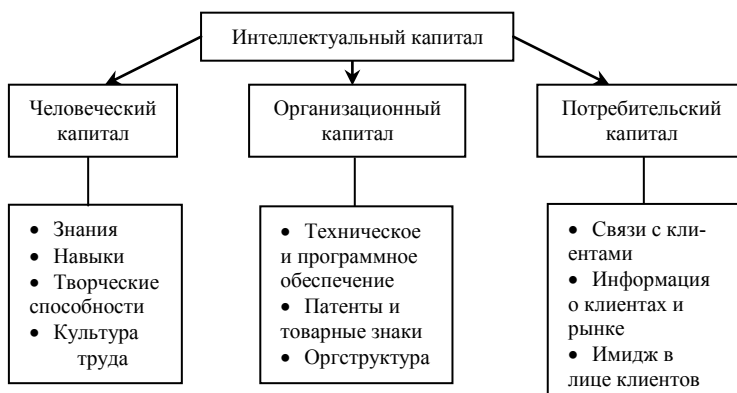 Интеллектуальный капитал
Человеческий
капитал
Организационный
капитал
Потребительский
капитал
• Знания
• Навыки
• Творческие
способности
• Культура
труда
• Техническое
и программное
обеспечение
• Патенты и
товарные знаки
• Оргструктура
• Связи с кли-
ентами
• Информация
о клиентах и
рынке
• Имидж в
лице клиентов